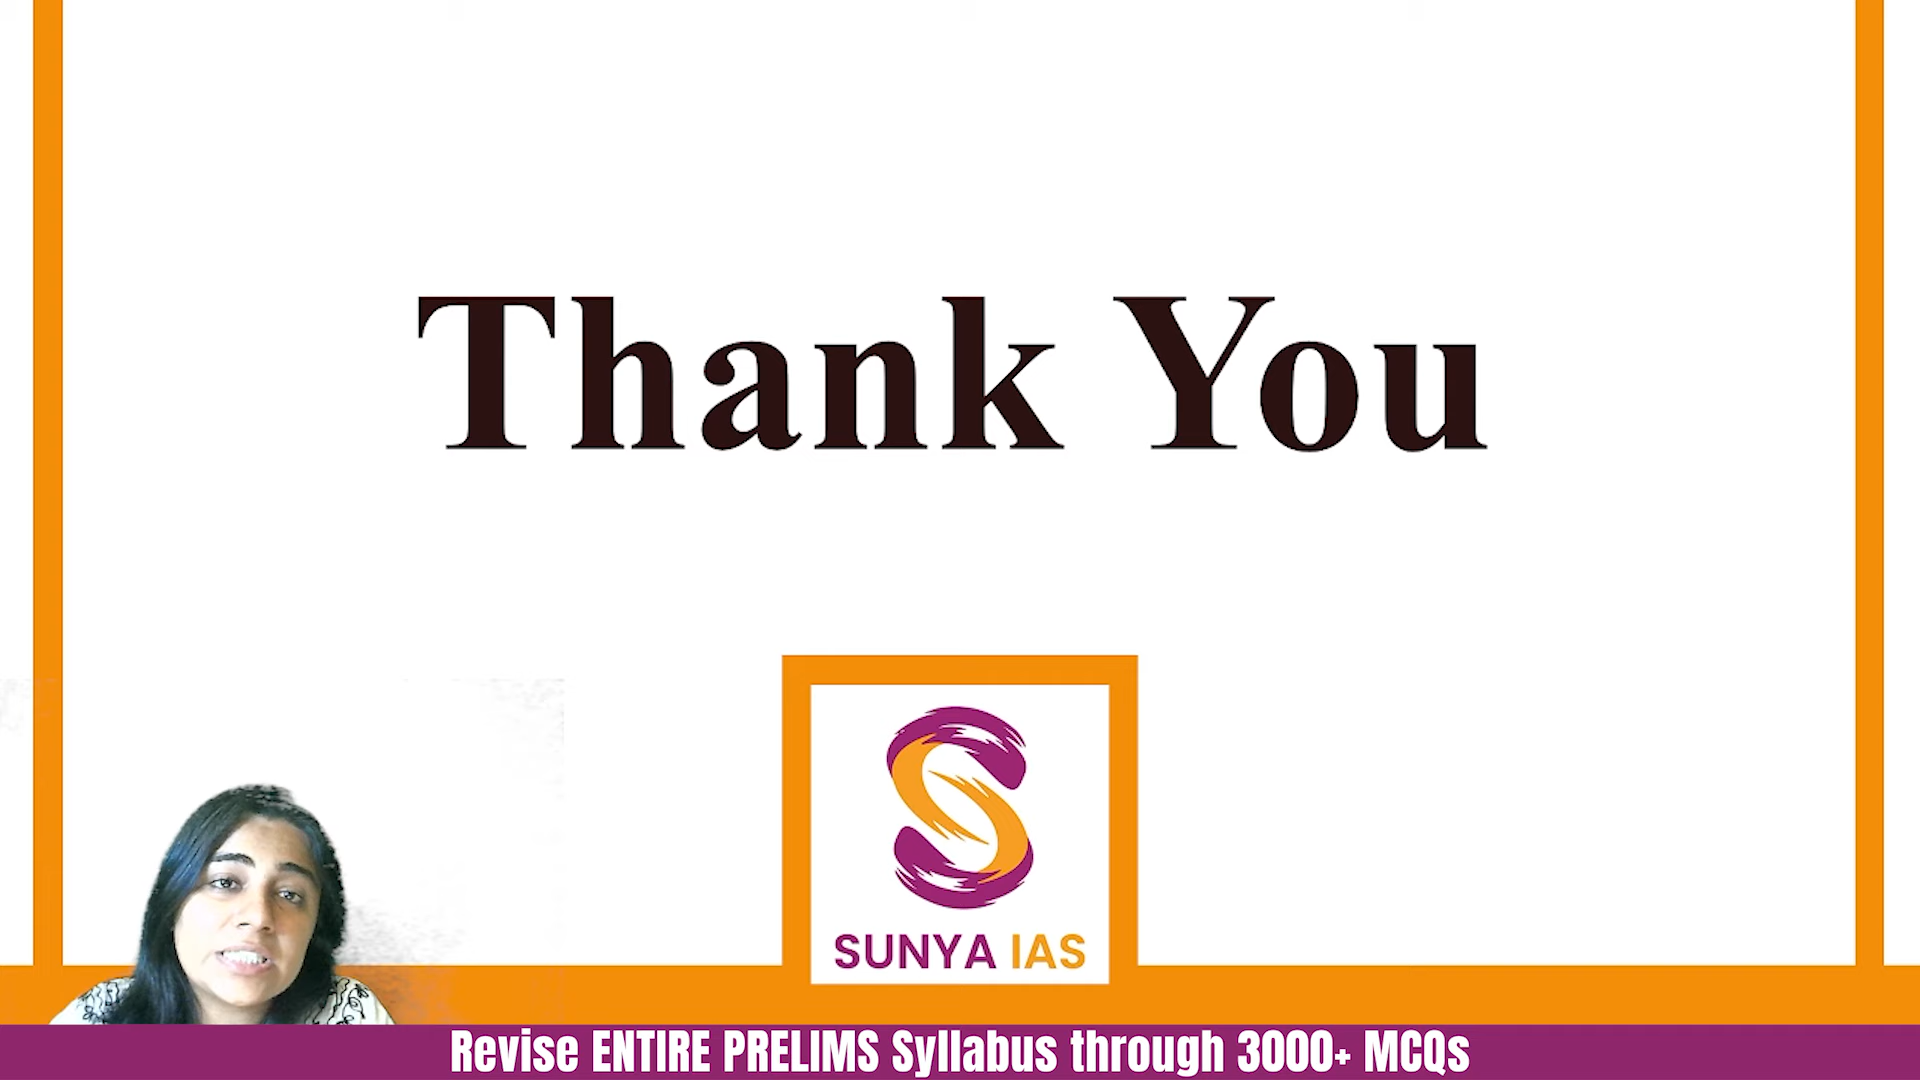 Thank You
SUNYA IAS
Revise ENTIRE PRELIMS Syllabus through 3000+ MCQs